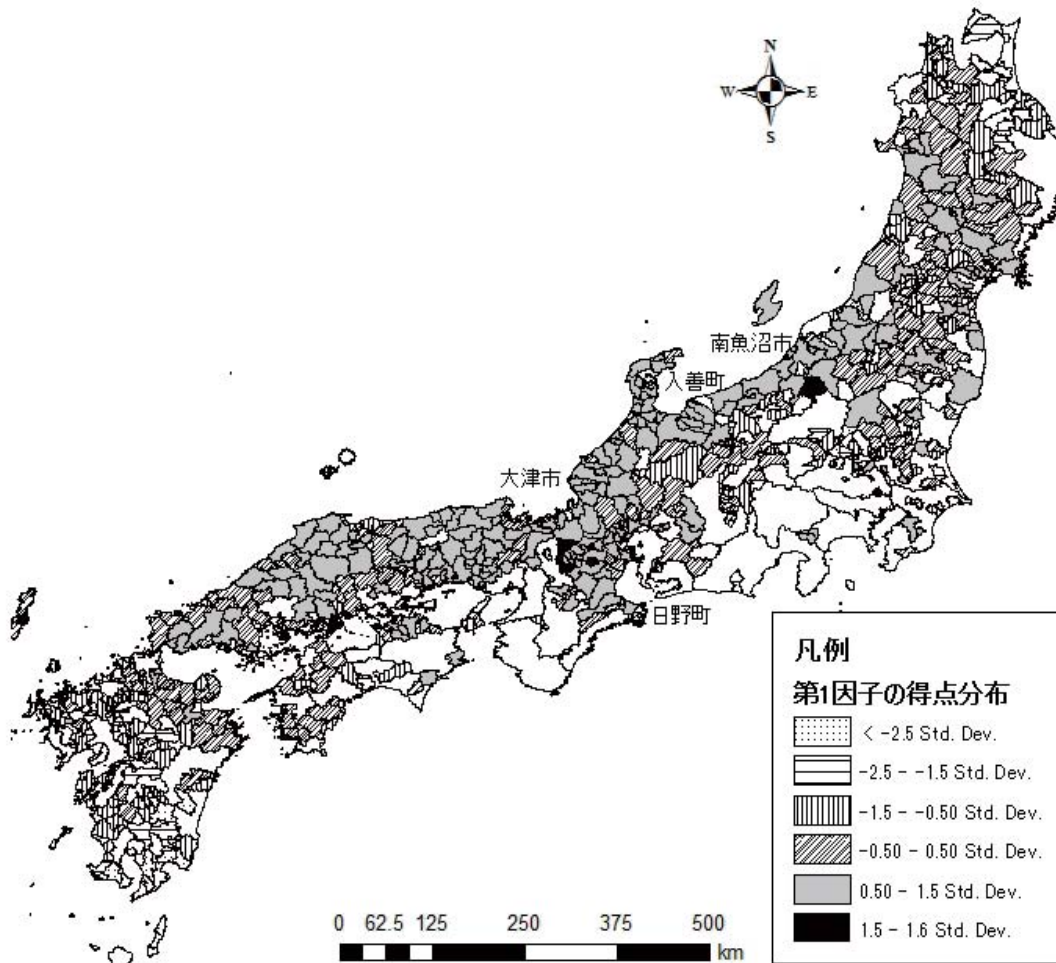 N
W E
S
南魚沼市
入善町
大津市
日野町
凡例
第1因子の得点分布
< -2.5 Std. Dev.
-2.5 - -1.5 Std. Dev.
-1.5 - -0.50 Std. Dev.
-0.50 - 0.50 Std. Dev.
0.50 - 1.5 Std. Dev.
1.5 - 1.6 Std. Dev.
0 62.5 125 250 375 500
km